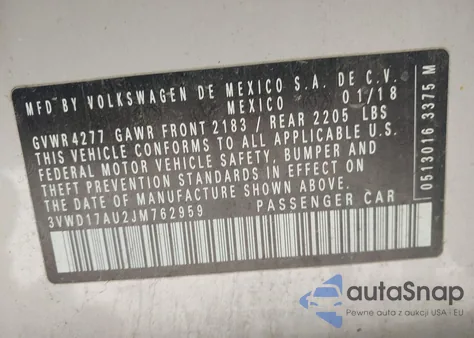 MFD BY VOLKSWAGEN DE MEXICO S.A. DE C.V.
MEXICO 01/18
GVWR4277 GAWR FRONT 2183 / REAR 2205 LBS
THIS VEHICLE CONFORMS TO ALL APPLICABLE U.S.
FEDERAL MOTOR VEHICLE SAFETY, BUMPER AND
THEFT PREVENTION STANDARDS IN EFFECT ON THE
DATE OF MANUFACTURE SHOWN ABOVE.
3VWD17AU2JM762959 PASSENGER CAR
0513016 3375 M
autoSnap
Pewne auta z aukcji US i EU